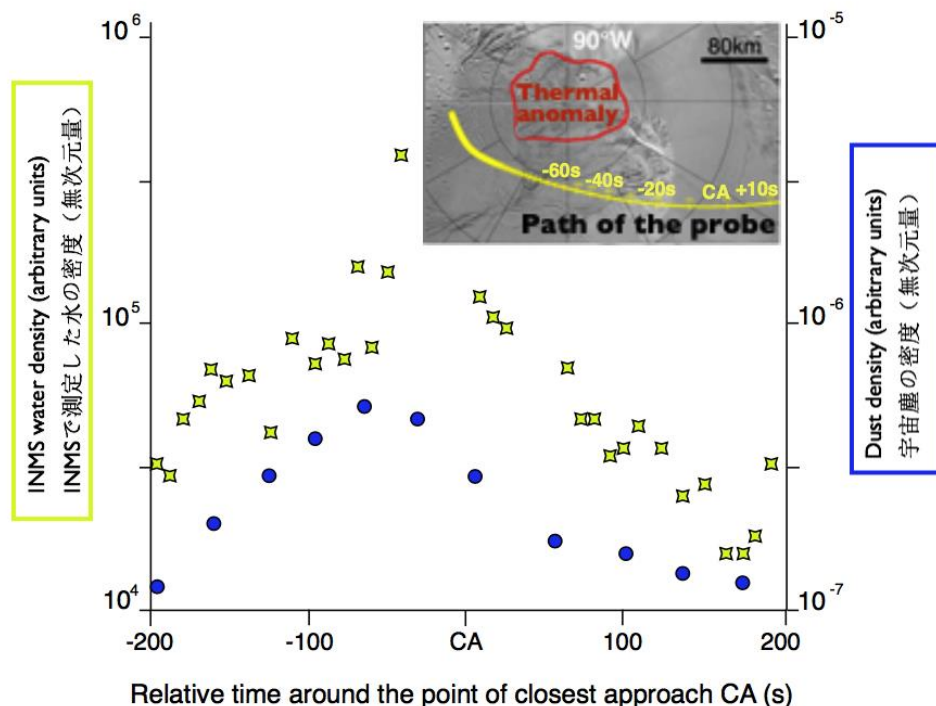 10^6
10^5
10^4
INMS water density (arbitrary units)
INMSで測定した水の密度（無次元量）
90°W
80km
Thermal
anomaly
-60s
-40s
-20s
CA
+10s
Path of the probe
10^-5
10^-6
10^-7
Dust density (arbitrary units)
宇宙塵の密度（無次元量）
-200
-100
CA
100
200
Relative time around the point of closest approach CA (s)